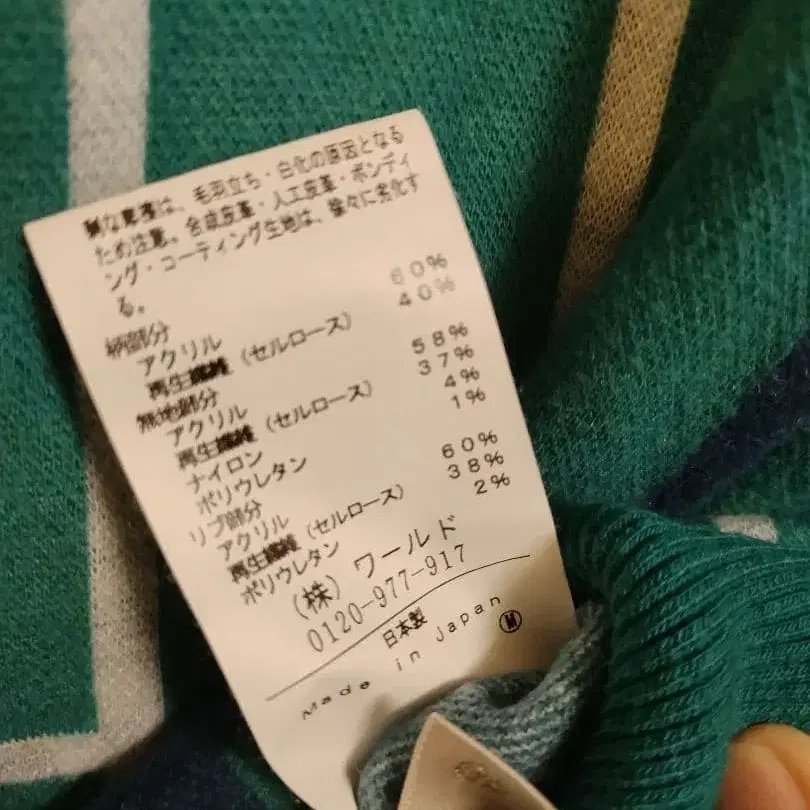 劇な摩擦は、毛羽立ち・白化の原因となる
ため注意。合成皮革・人工皮革・ボンディ
ング・コーティング生地は、徐々に劣化す
る。
柄部分
アクリル 60%
再生繊維(セルロース) 40%
無地部分
アクリル 58%
再生繊維(セルロース) 37%
ナイロン 4%
ポリウレタン 1%
リブ部分
アクリル 60%
再生繊維(セルロース) 38%
ポリウレタン 2%
(株) ワールド
0120-977-917
日本製
Made in Japan
M